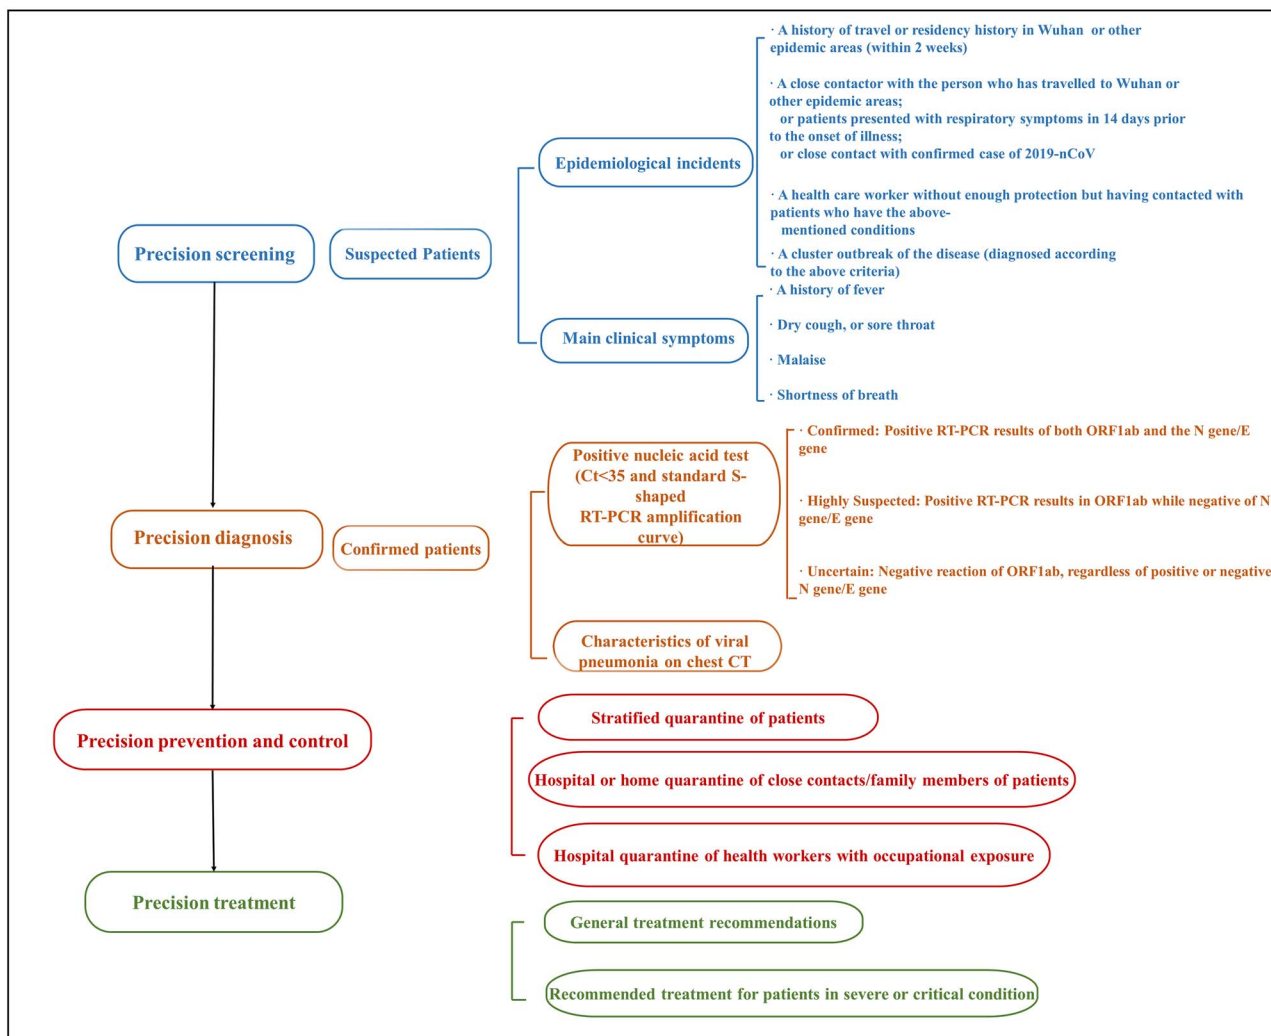 Precision screening
Suspected Patients
Epidemiological incidents
· A history of travel or residency history in Wuhan or other
epidemic areas (within 2 weeks)
· A close contactor with the person who has travelled to Wuhan or
other epidemic areas;
or patients presented with respiratory symptoms in 14 days prior
to the onset of illness;
or close contact with confirmed case of 2019-nCoV
· A health care worker without enough protection but having contacted with
patients who have the above-
mentioned conditions
· A cluster outbreak of the disease (diagnosed according
to the above criteria)
Main clinical symptoms
· A history of fever
· Dry cough, or sore throat
· Malaise
· Shortness of breath
Precision diagnosis
Confirmed patients
Positive nucleic acid test
(Ct<35 and standard S-
shaped
RT-PCR amplification
curve)
· Confirmed: Positive RT-PCR results of both ORF1ab and the N gene/E
gene
· Highly Suspected: Positive RT-PCR results in ORF1ab while negative of N
gene/E gene
· Uncertain: Negative reaction of ORF1ab, regardless of positive or negative
N gene/E gene
Characteristics of viral
pneumonia on chest CT
Precision prevention and control
Stratified quarantine of patients
Hospital or home quarantine of close contacts/family members of patients
Hospital quarantine of health workers with occupational exposure
Precision treatment
General treatment recommendations
Recommended treatment for patients in severe or critical condition